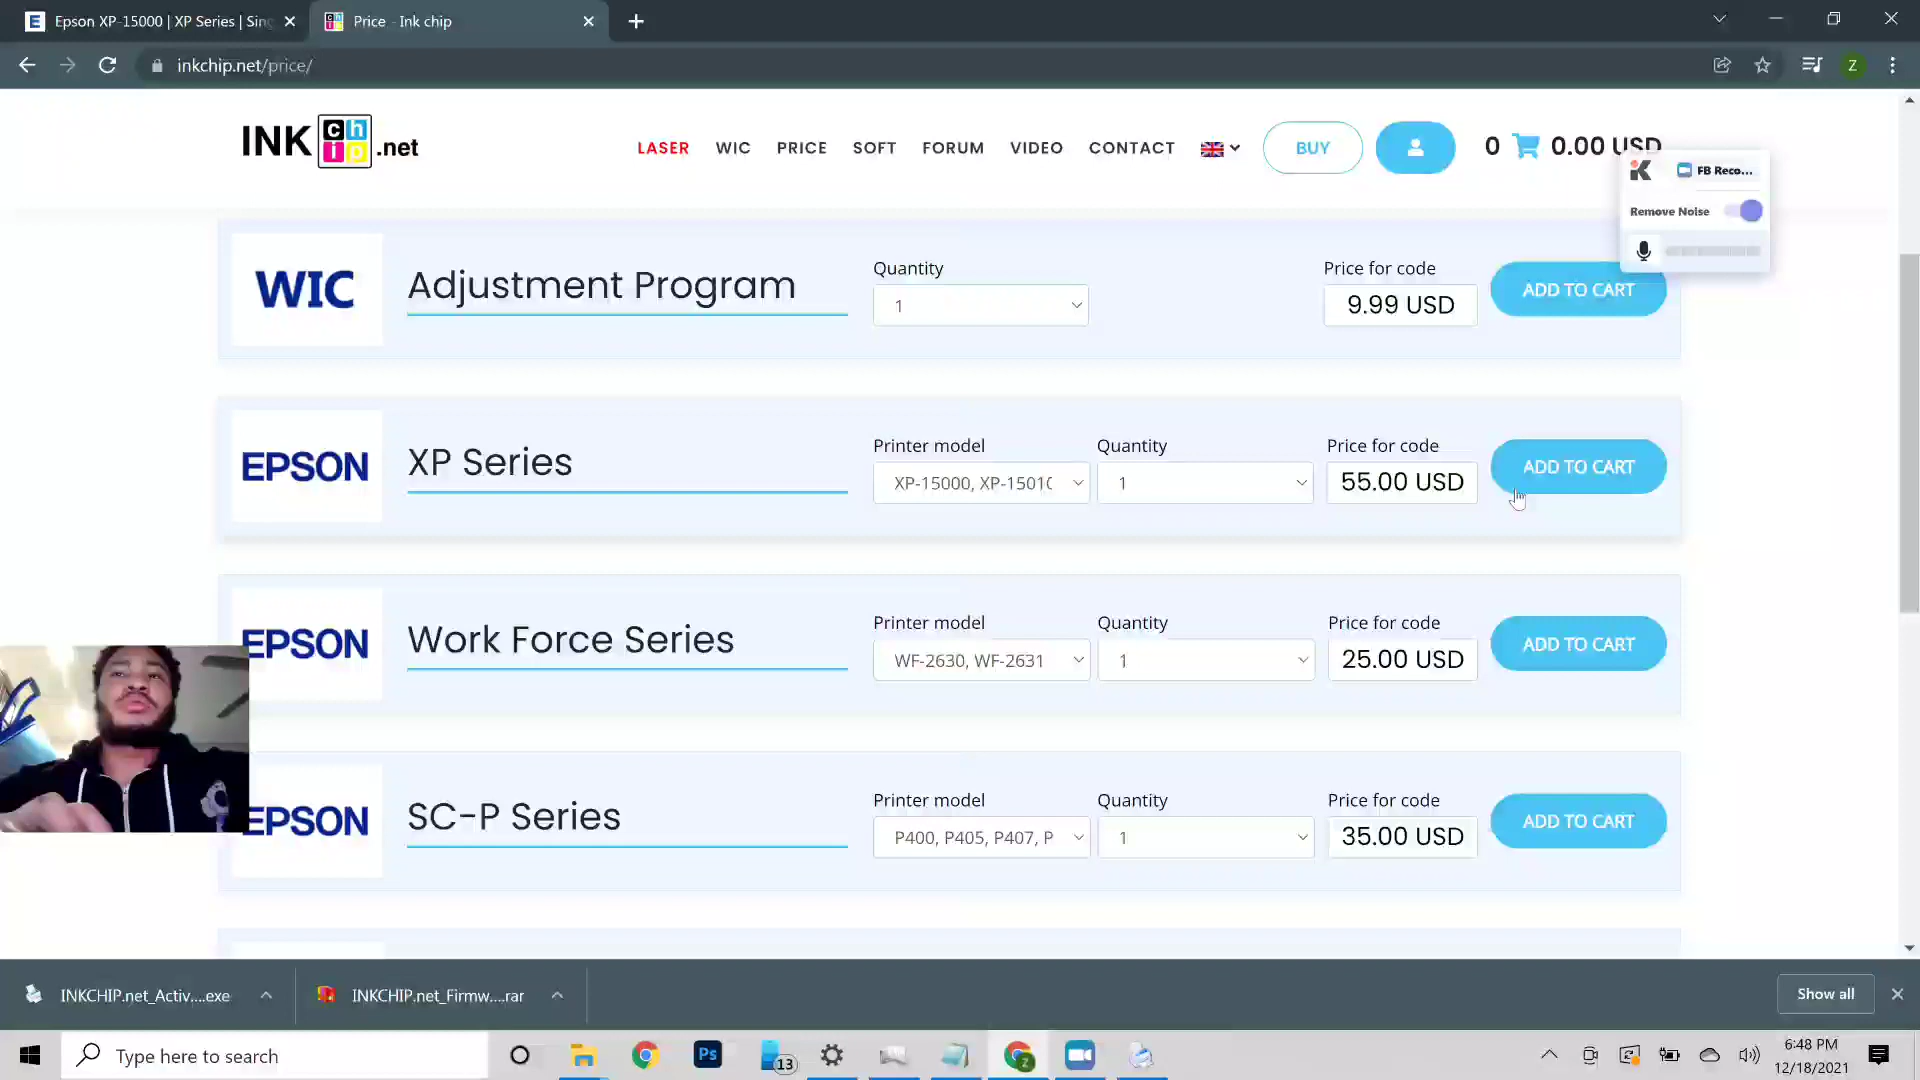 Epson XP-15000 | XP Series | Sing
Price - Ink chip
inkchip.net/price/
Z
INK chip .net
LASER
WIC
PRICE
SOFT
FORUM
VIDEO
CONTACT
BUY
0
0.00 USD
FB Reco...
Remove Noise
WIC
Adjustment Program
Quantity
1
Price for code
9.99 USD
ADD TO CART
EPSON
XP Series
Printer model
XP-15000, XP-15010
Quantity
1
Price for code
55.00 USD
ADD TO CART
EPSON
Work Force Series
Printer model
WF-2630, WF-2631
Quantity
1
Price for code
25.00 USD
ADD TO CART
EPSON
SC-P Series
Printer model
P400, P405, P407, P
Quantity
1
Price for code
35.00 USD
ADD TO CART
INKCHIP.net_Activ....exe
INKCHIP.net_Firmw....rar
Show all
Type here to search
Ps
13
Z
6:48 PM
12/18/2021